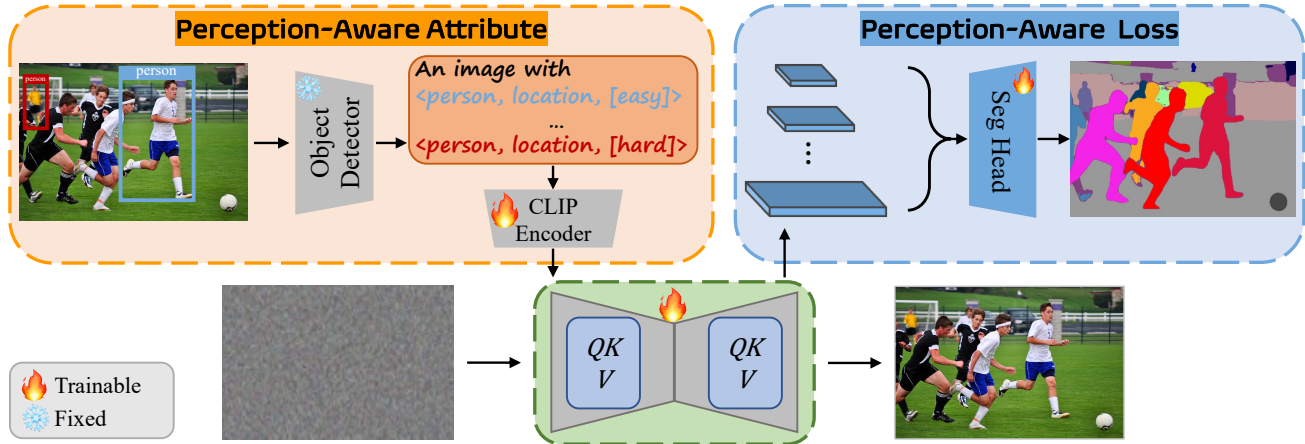 Perception-Aware Attribute
person
person
Object
Detector
An image with
<person, location, [easy]>
...
<person, location, [hard]>
CLIP
Encoder
Perception-Aware Loss
Seg Head
QK
V
QK
V
Trainable
Fixed